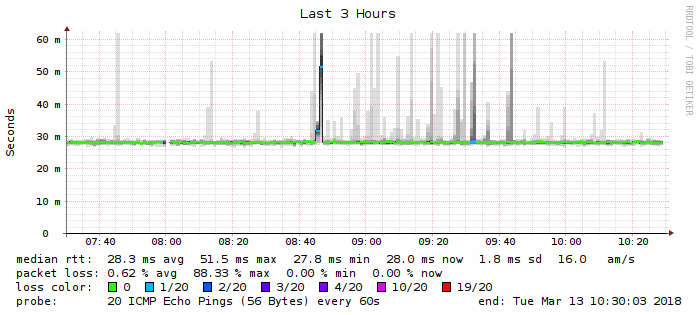 Last 3 Hours
RRDTOOL / TOBI OETIKER
Seconds
60 m
50 m
40 m
30 m
20 m
10 m
0
07:40 08:00 08:20 08:40 09:00 09:20 09:40 10:00 10:20
median rtt: 28.3 ms avg 51.5 ms max 27.8 ms min 28.0 ms now 1.8 ms sd 16.0 am/s
packet loss: 0.62 % avg 88.33 % max 0.00 % min 0.00 % now
loss color: 0 1/20 2/20 3/20 4/20 10/20 19/20
probe: 20 ICMP Echo Pings (56 Bytes) every 60s end: Tue Mar 13 10:30:03 2018